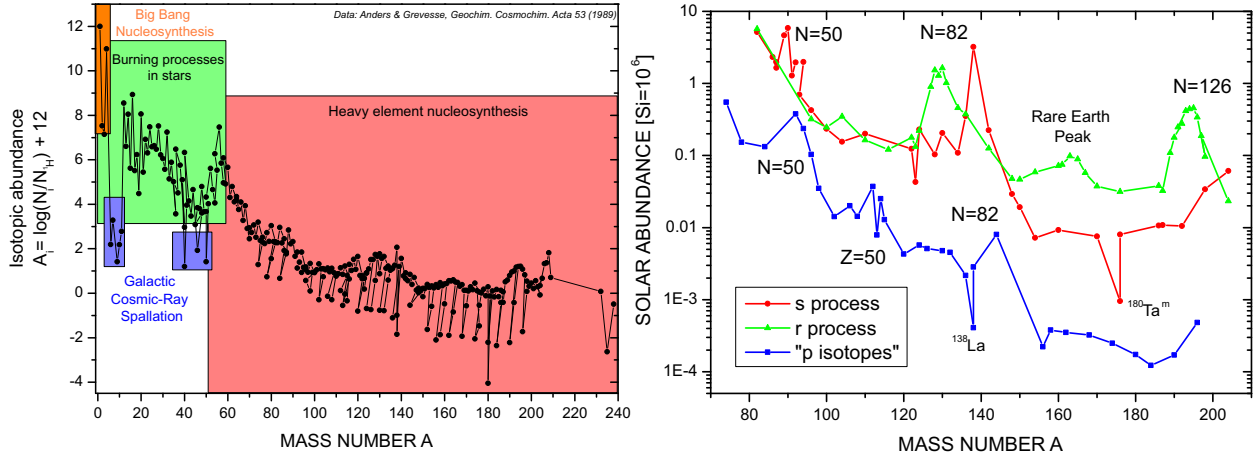 Data: Anders & Grevesse, Geochim. Cosmochim. Acta 53 (1989)
Big Bang
Nucleosynthesis
Burning processes
in stars
Heavy element nucleosynthesis
Galactic
Cosmic-Ray
Spallation
Isotopic abundance
A_i= log(N_i/N_H) + 12
12
10
8
6
4
2
0
-2
-4
0 20 40 60 80 100 120 140 160 180 200 220 240
MASS NUMBER A
SOLAR ABUNDANCE [Si=10^6]
10
1
0.1
0.01
1E-3
1E-4
N=50
N=82
N=126
Rare Earth
Peak
N=50
N=82
Z=50
^180Ta^m
^138La
s process
r process
"p isotopes"
80 100 120 140 160 180 200
MASS NUMBER A